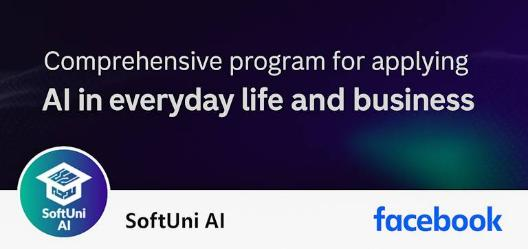 Comprehensive program for applying
AI in everyday life and business
SoftUni
AI
SoftUni AI
facebook